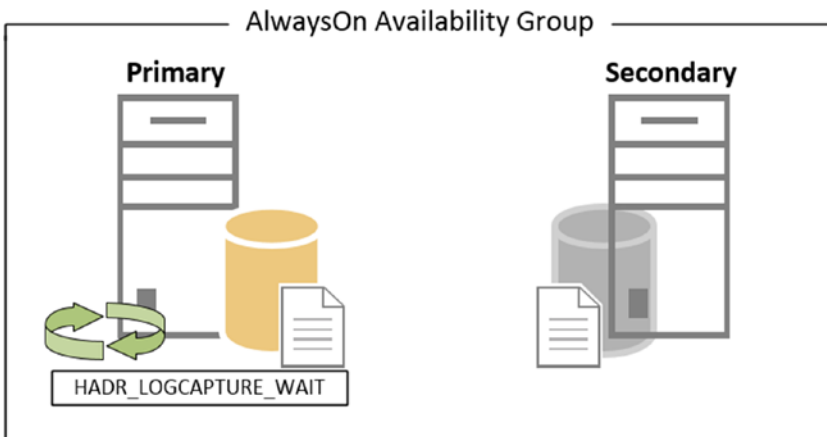 AlwaysOn Availability Group
Primary
Secondary
HADR_LOGCAPTURE_WAIT